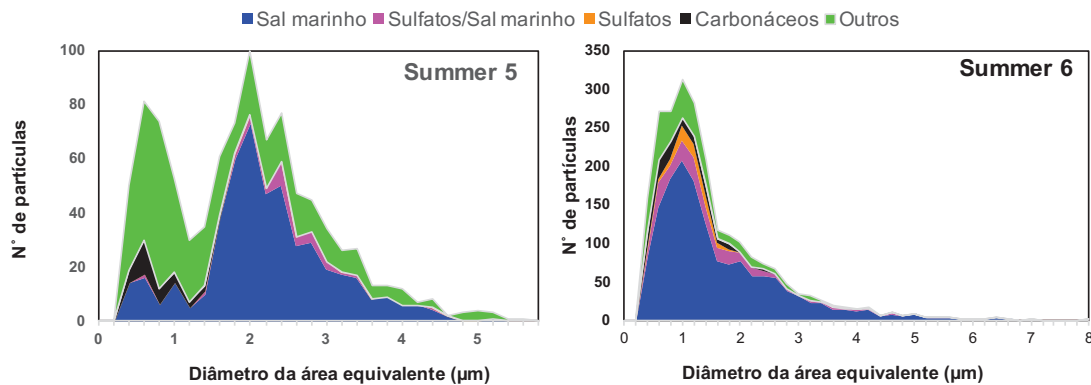 Sal marinho Sulfatos/Sal marinho Sulfatos Carbonáceos Outros
Summer 5
N˚ de partículas
100
80
60
40
20
0
0 1 2 3 4 5
Diâmetro da área equivalente (µm)
Summer 6
N˚ de partículas
350
300
250
200
150
100
50
0
0 1 2 3 4 5 6 7 8
Diâmetro da área equivalente (µm)